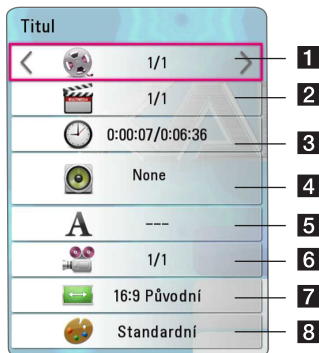 Titul
1/1 1
1/1 2
0:00:07/0:06:36 3
None 4
A --- 5
1/1 6
16:9 Původní 7
Standardní 8